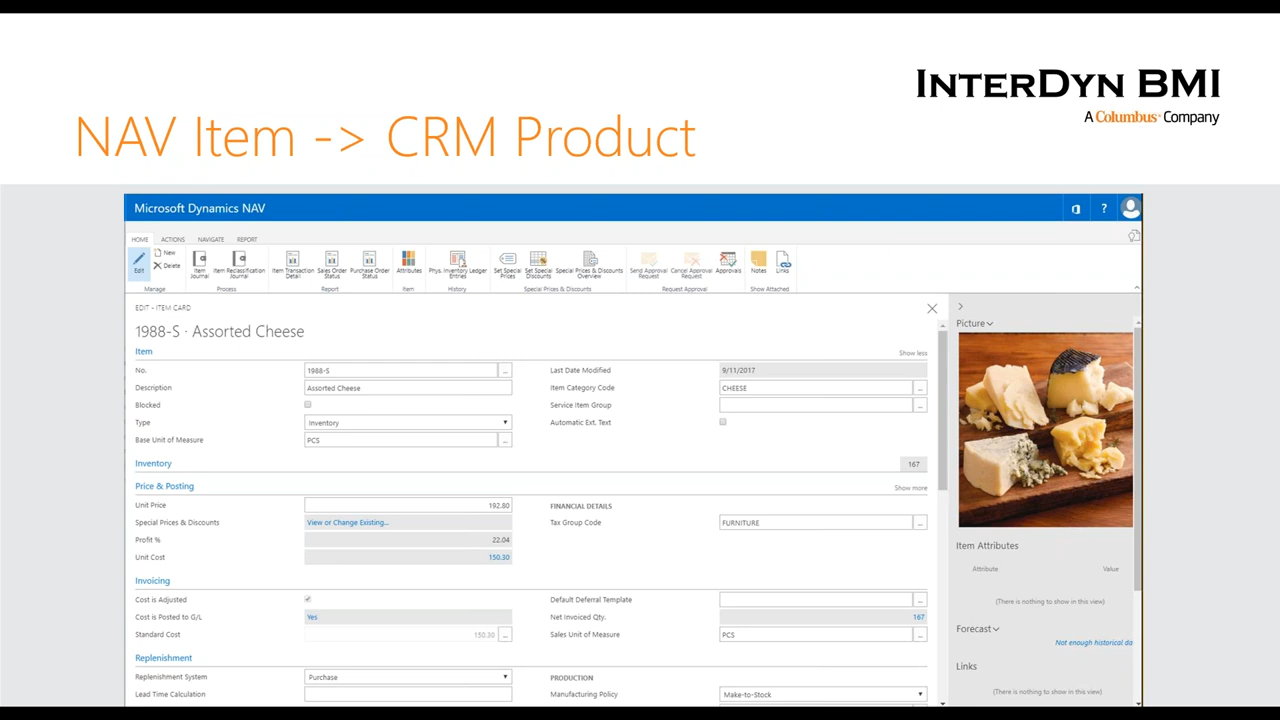 INTERDYN BMI
A Columbus Company
NAV Item -> CRM Product
Microsoft Dynamics NAV
?
HOME ACTIONS NAVIGATE REPORT
Edit
New
Delete
Manage
Item Journal
Item Reclassification Journal
Process
Item Transaction Detail
Sales Order Status
Purchase Order Status
Report
Attributes
Item
Phys. Inventory Ledger Entries
History
Set Special Prices
Set Special Discounts
Special Prices & Discounts Overview
Special Prices & Discounts
Send Approval Request
Cancel Approval Request
Approvals
Request Approval
Notes
Links
Show Attached
EDIT - ITEM CARD
1988-S · Assorted Cheese
Item
Show less
No. 1988-S ...
Description Assorted Cheese
Blocked
Type Inventory
Base Unit of Measure PCS ...
Last Date Modified 9/11/2017
Item Category Code CHEESE ...
Service Item Group ...
Automatic Ext. Text
Inventory 167
Price & Posting
Show more
Unit Price 192.80
Special Prices & Discounts View or Change Existing...
Profit % 22.04
Unit Cost 150.30
FINANCIAL DETAILS
Tax Group Code FURNITURE ...
Invoicing
Cost is Adjusted
Cost is Posted to G/L Yes
Standard Cost 150.30 ...
Default Deferral Template ...
Net Invoiced Qty. 167
Sales Unit of Measure PCS ...
Replenishment
Replenishment System Purchase
Lead Time Calculation
PRODUCTION
Manufacturing Policy Make-to-Stock
Picture
Item Attributes
Attribute Value
(There is nothing to show in this view)
Forecast
Not enough historical da
Links
(There is nothing to show in this view)